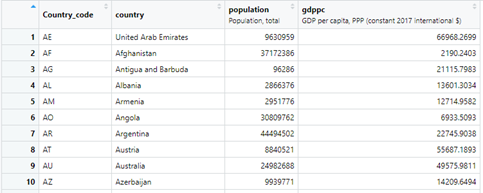 Country_code country population gdppc
Population, total GDP per capita, PPP (constant 2017 international $)
1 AE United Arab Emirates 9630959 66968.2699
2 AF Afghanistan 37172386 2190.2403
3 AG Antigua and Barbuda 96286 21115.7983
4 AL Albania 2866376 13601.3034
5 AM Armenia 2951776 12714.9582
6 AO Angola 30809762 6933.5093
7 AR Argentina 44494502 22745.9038
8 AT Austria 8840521 55687.1893
9 AU Australia 24982688 49575.9811
10 AZ Azerbaijan 9939771 14209.6494